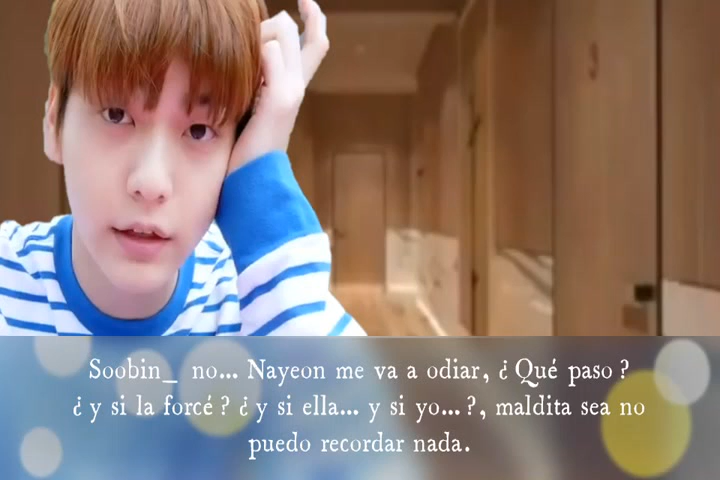 Soobin_ no... Nayeon me va a odiar, ¿Qué paso?
¿y si la forcé? ¿y si ella... y si yo...?, maldita sea no
puedo recordar nada.